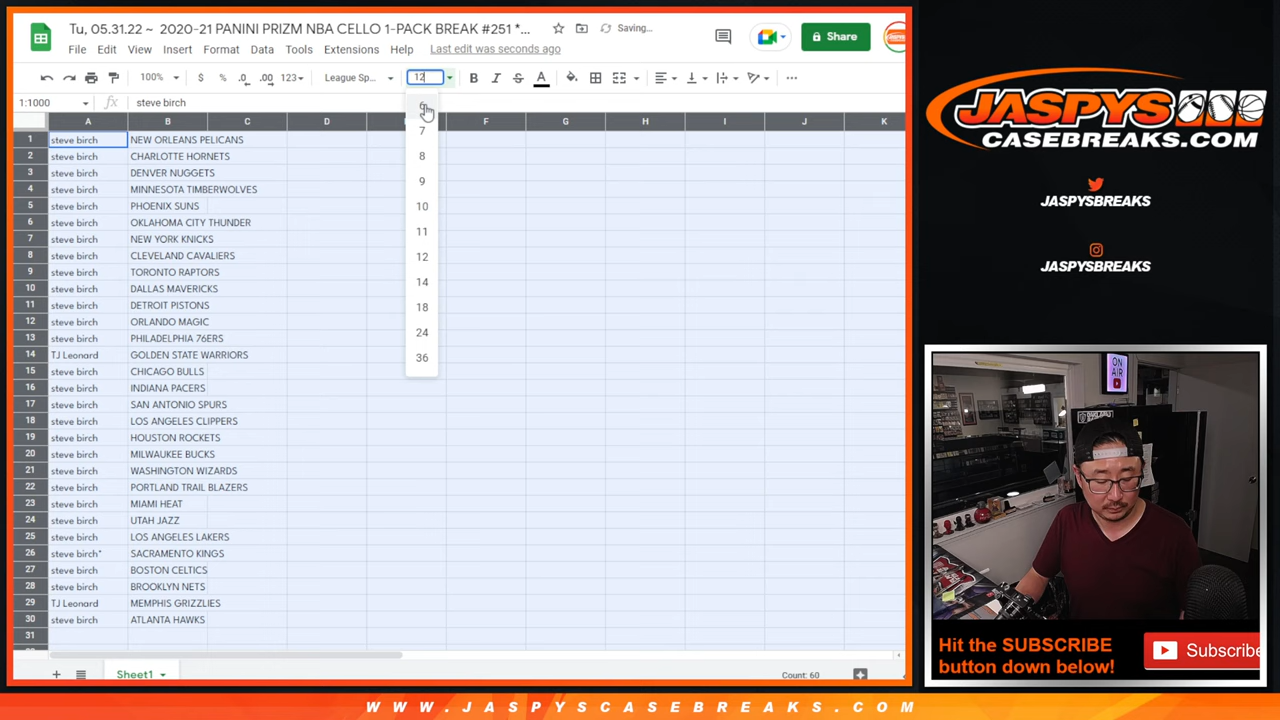 Tu, 05.31.22 ~ 2020-21 PANINI PRIZM NBA CELLO 1-PACK BREAK #251 *...
Saving...
File Edit View Insert Format Data Tools Extensions Help Last edit was seconds ago
Share
100% $ % .0 .00 123 League Sp... 12 B I S A
1:1000 fx steve birch
A B C D F G H I J K
1 steve birch NEW ORLEANS PELICANS
2 steve birch CHARLOTTE HORNETS
3 steve birch DENVER NUGGETS
4 steve birch MINNESOTA TIMBERWOLVES
5 steve birch PHOENIX SUNS
6 steve birch OKLAHOMA CITY THUNDER
7 steve birch NEW YORK KNICKS
8 steve birch CLEVELAND CAVALIERS
9 steve birch TORONTO RAPTORS
10 steve birch DALLAS MAVERICKS
11 steve birch DETROIT PISTONS
12 steve birch ORLANDO MAGIC
13 steve birch PHILADELPHIA 76ERS
14 TJ Leonard GOLDEN STATE WARRIORS
15 steve birch CHICAGO BULLS
16 steve birch INDIANA PACERS
17 steve birch SAN ANTONIO SPURS
18 steve birch LOS ANGELES CLIPPERS
19 steve birch HOUSTON ROCKETS
20 steve birch MILWAUKEE BUCKS
21 steve birch WASHINGTON WIZARDS
22 steve birch PORTLAND TRAIL BLAZERS
23 steve birch MIAMI HEAT
24 steve birch UTAH JAZZ
25 steve birch LOS ANGELES LAKERS
26 steve birch* SACRAMENTO KINGS
27 steve birch BOSTON CELTICS
28 steve birch BROOKLYN NETS
29 TJ Leonard MEMPHIS GRIZZLIES
30 steve birch ATLANTA HAWKS
31
6
7
8
9
10
11
12
14
18
24
36
Sheet1
Count: 60
JASPYS
CASEBREAKS.COM
JASPYSBREAKS
JASPYSBREAKS
ON
AIR
Hit the SUBSCRIBE
button down below!
Subscribe
WWW.JASPYSCASEBREAKS.COM